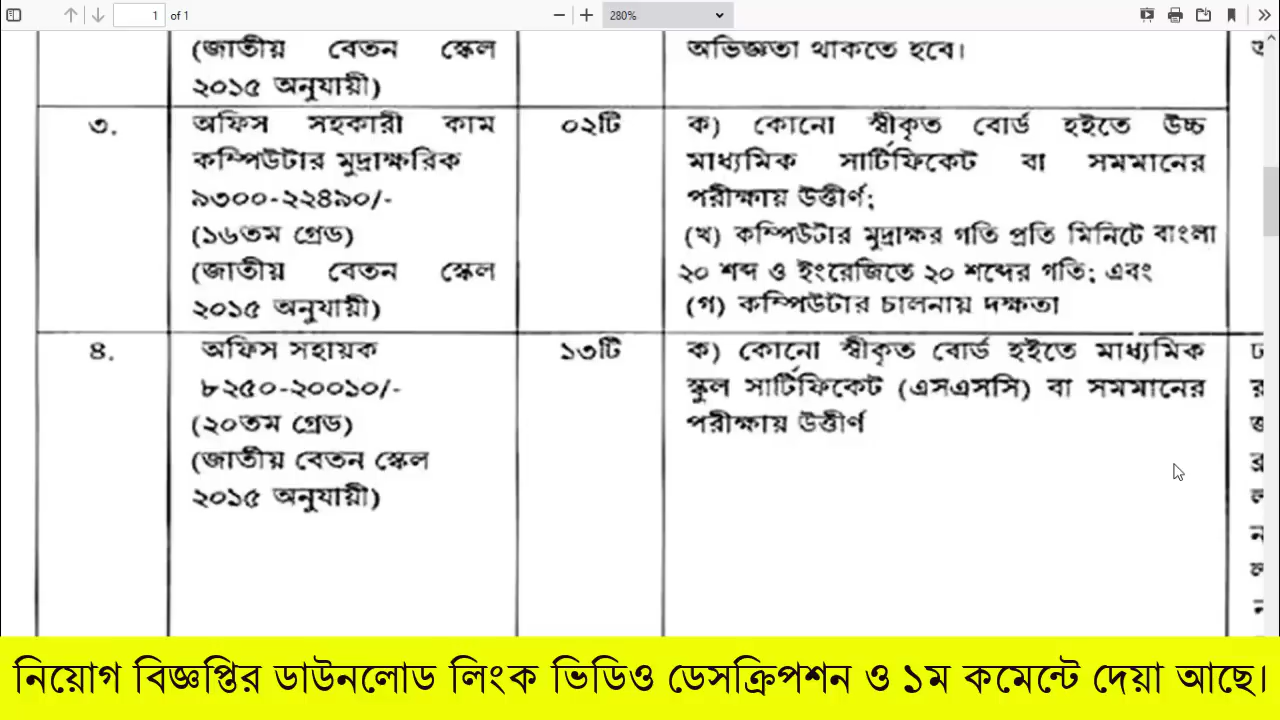 1 of 1 280%
(জাতীয় বেতন স্কেল
২০১৫ অনুযায়ী)
অভিজ্ঞতা থাকতে হবে।
৩.
অফিস সহকারী কাম
কম্পিউটার মুদ্রাক্ষরিক
৯৩০০-২২৪৯০/-
(১৬তম গ্রেড)
(জাতীয় বেতন স্কেল
২০১৫ অনুযায়ী)
০২টি
ক) কোনো স্বীকৃত বোর্ড হইতে উচ্চ
মাধ্যমিক সার্টিফিকেট বা সমমানের
পরীক্ষায় উত্তীর্ণ;
(খ) কম্পিউটার মুদ্রাক্ষর গতি প্রতি মিনিটে বাংলা
২০ শব্দ ও ইংরেজিতে ২০ শব্দের গতি; এবং
(গ) কম্পিউটার চালনায় দক্ষতা
৪.
অফিস সহায়ক
৮২৫০-২০০১০/-
(২০তম গ্রেড)
(জাতীয় বেতন স্কেল
২০১৫ অনুযায়ী)
১৩টি
ক) কোনো স্বীকৃত বোর্ড হইতে মাধ্যমিক
স্কুল সার্টিফিকেট (এসএসসি) বা সমমানের
পরীক্ষায় উত্তীর্ণ
নিয়োগ বিজ্ঞপ্তির ডাউনলোড লিংক ভিডিও ডেসক্রিপশন ও ১ম কমেন্টে দেয়া আছে।